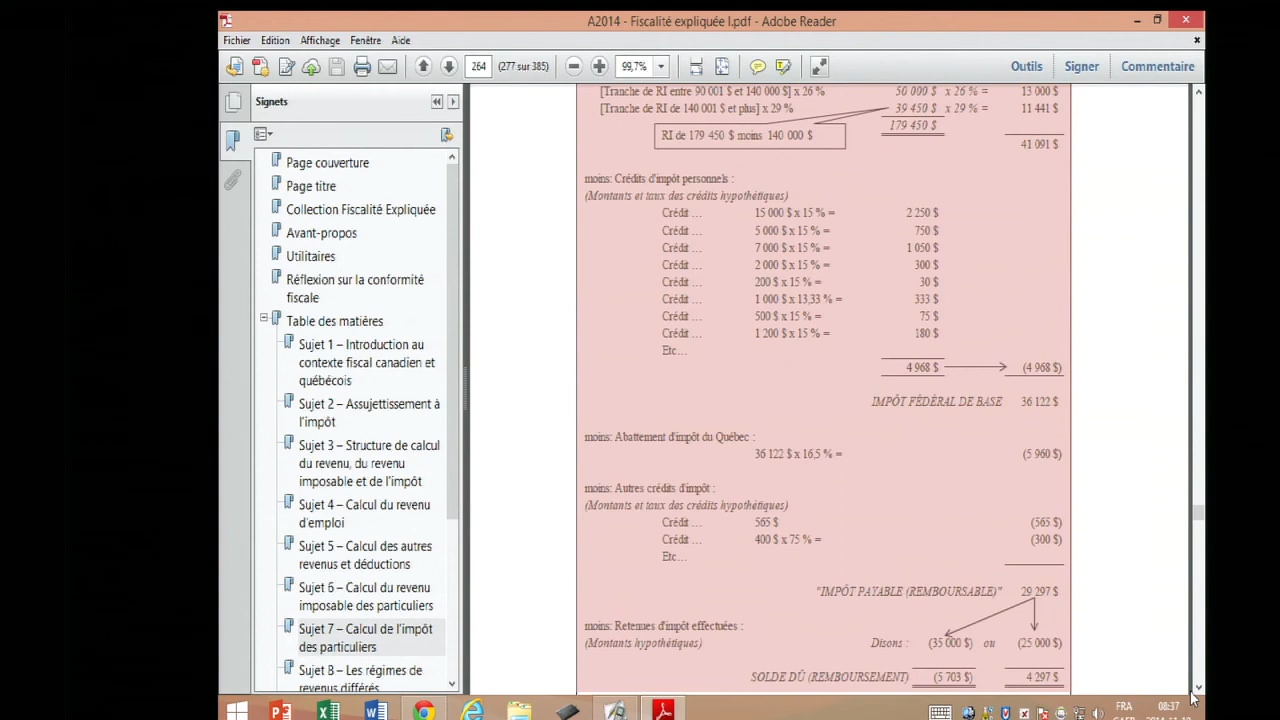 A2014 - Fiscalité expliquée I.pdf - Adobe Reader
Fichier Edition Affichage Fenêtre Aide
264 (277 sur 385) 99,7% Outils Signer Commentaire
Signets
Page couverture
Page titre
Collection Fiscalité Expliquée
Avant-propos
Utilitaires
Réflexion sur la conformité
fiscale
Table des matières
Sujet 1 – Introduction au
contexte fiscal canadien et
québécois
Sujet 2 – Assujettissement à
l'impôt
Sujet 3 – Structure de calcul
du revenu, du revenu
imposable et de l'impôt
Sujet 4 – Calcul du revenu
d'emploi
Sujet 5 – Calcul des autres
revenus et déductions
Sujet 6 – Calcul du revenu
imposable des particuliers
Sujet 7 – Calcul de l'impôt
des particuliers
Sujet 8 – Les régimes de
revenus différés
[Tranche de RI entre 90 001 $ et 140 000 $] x 26 % 50 000 $ x 26 % = 13 000 $
[Tranche de RI de 140 001 $ et plus] x 29 % 39 450 $ x 29 % = 11 441 $
179 450 $
RI de 179 450 $ moins 140 000 $
41 091 $
moins: Crédits d'impôt personnels :
(Montants et taux des crédits hypothétiques)
Crédit … 15 000 $ x 15 % = 2 250 $
Crédit … 5 000 $ x 15 % = 750 $
Crédit … 7 000 $ x 15 % = 1 050 $
Crédit … 2 000 $ x 15 % = 300 $
Crédit … 200 $ x 15 % = 30 $
Crédit … 1 000 $ x 13,33 % = 333 $
Crédit … 500 $ x 15 % = 75 $
Crédit … 1 200 $ x 15 % = 180 $
Etc…
4 968 $ (4 968 $)
IMPÔT FÉDÉRAL DE BASE 36 122 $
moins: Abattement d'impôt du Québec :
36 122 $ x 16,5 % = (5 960 $)
moins: Autres crédits d'impôt :
(Montants et taux des crédits hypothétiques)
Crédit … 565 $ (565 $)
Crédit … 400 $ x 75 % = (300 $)
Etc…
"IMPÔT PAYABLE (REMBOURSABLE)" 29 297 $
moins: Retenues d'impôt effectuées :
(Montants hypothétiques) Disons : (35 000 $) ou (25 000 $)
SOLDE DÛ (REMBOURSEMENT) (5 703 $) 4 297 $
FRA 08:37